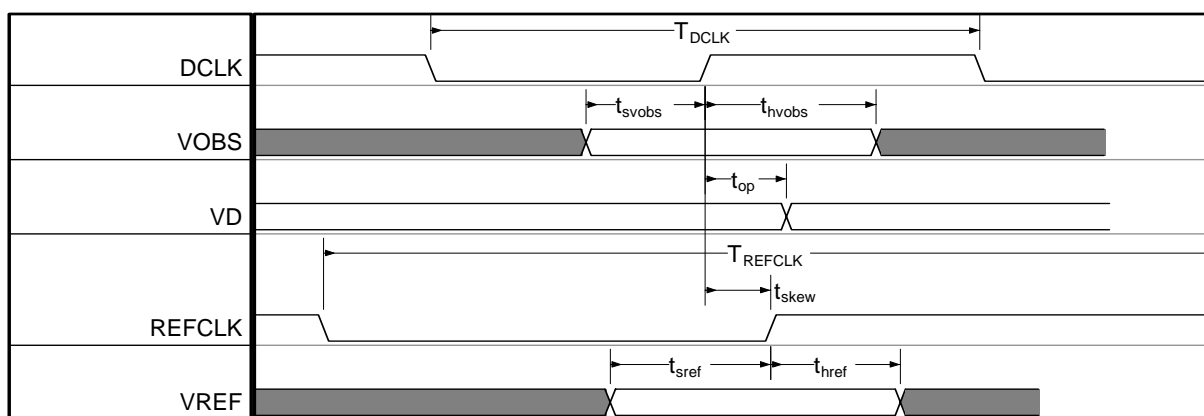 T_DCLK
DCLK
t_svobs t_hvobs
VOBS
t_op
VD
T_REFCLK
t_skew
REFCLK
t_sref t_href
VREF